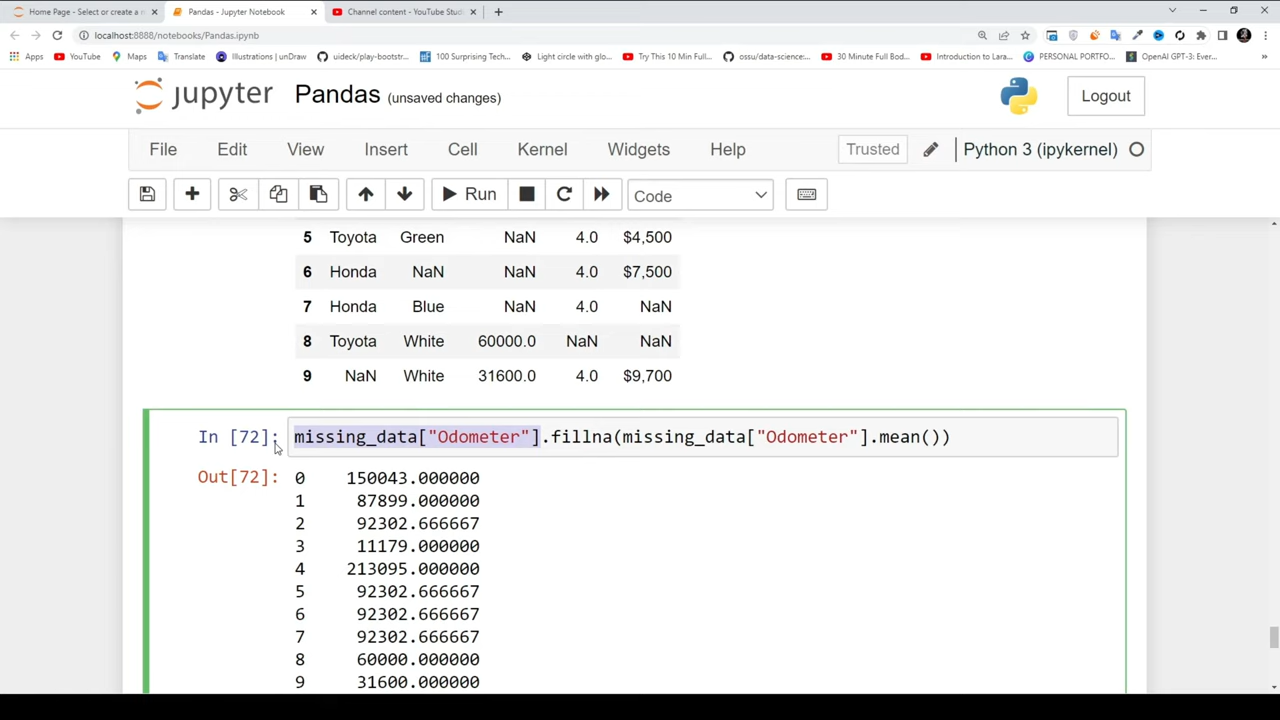 Home Page - Select or create a n
Pandas - Jupyter Notebook
Channel content - YouTube Studi
localhost:8888/notebooks/Pandas.ipynb
Apps YouTube Maps Translate Illustrations | unDraw uideck/play-bootstr... 100 Surprising Tech... Light circle with glo... Try This 10 Min Full... ossu/data-science:... 30 Minute Full Bod... Introduction to Lara... PERSONAL PORTFO... OpenAI GPT-3: Ever...
jupyter Pandas (unsaved changes) Logout
File Edit View Insert Cell Kernel Widgets Help Trusted Python 3 (ipykernel)
Run Code
5 Toyota Green NaN 4.0 $4,500
6 Honda NaN NaN 4.0 $7,500
7 Honda Blue NaN 4.0 NaN
8 Toyota White 60000.0 NaN NaN
9 NaN White 31600.0 4.0 $9,700
In [72]: missing_data["Odometer"].fillna(missing_data["Odometer"].mean())
Out[72]: 0 150043.000000
1 87899.000000
2 92302.666667
3 11179.000000
4 213095.000000
5 92302.666667
6 92302.666667
7 92302.666667
8 60000.000000
9 31600.000000